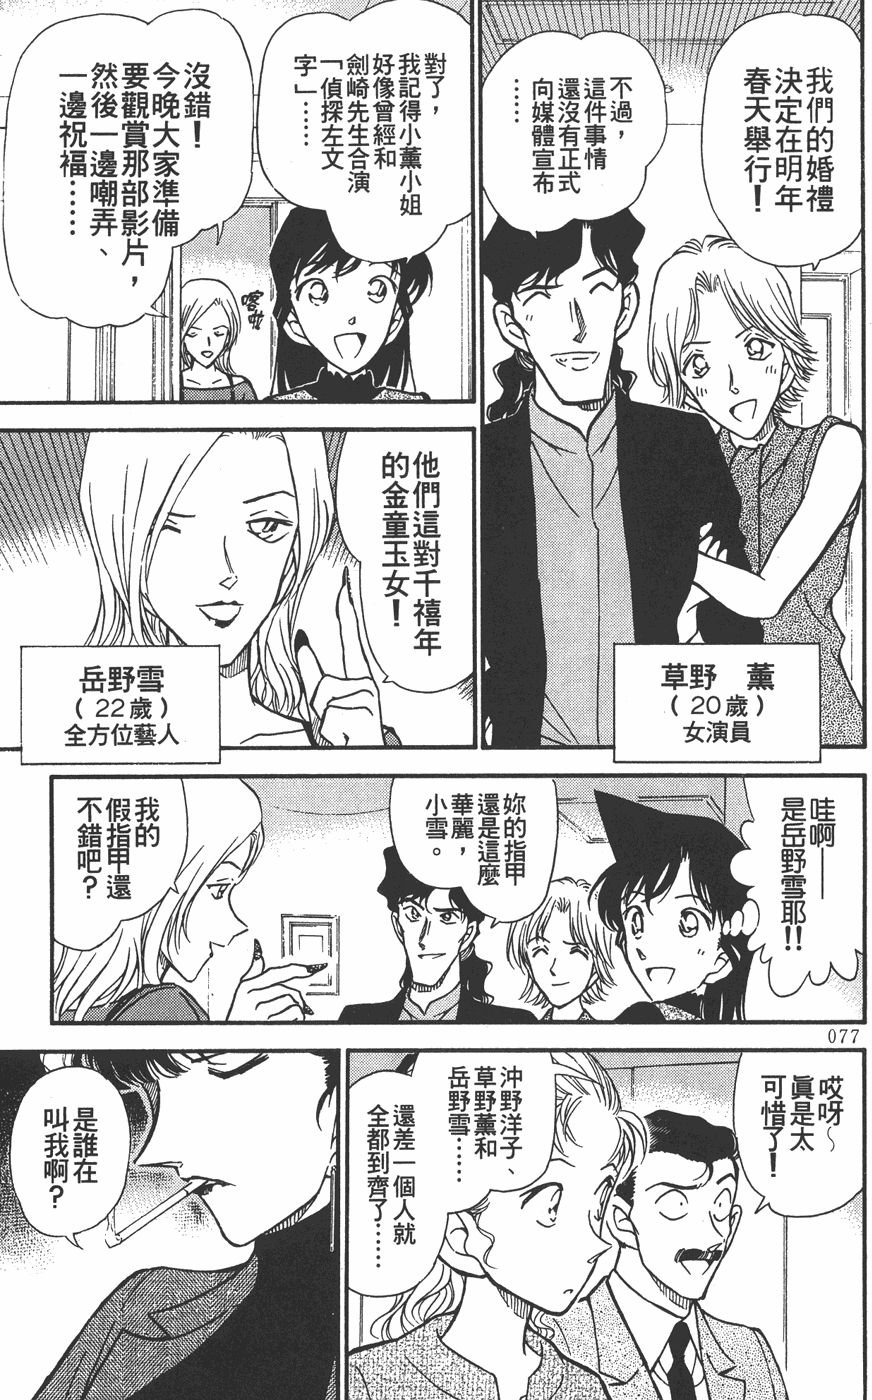 我們的婚禮
決定在明年
春天舉行！
不過，
這件事情
還沒有正式
向媒體宣布
……
草野　薰
（20歲）
女演員
對了，
我記得小薰小姐
好像曾經和
劍崎先生合演
「偵探左文
字」……
喀啦
沒錯！
今晚大家準備
要觀賞那部影片，
然後一邊嘲弄、
一邊祝福……
他們這對千禧年
的金童玉女！
岳野雪
（22歲）
全方位藝人
哇啊──
是岳野雪耶!!
妳的指甲
還是這麼
華麗，
小雪。
我的
假指甲還
不錯吧？
077
哎呀～
眞是太
可惜了！
沖野洋子、
草野薰和
岳野雪……
還差一個人就
全都到齊了……
是誰在
叫我啊？